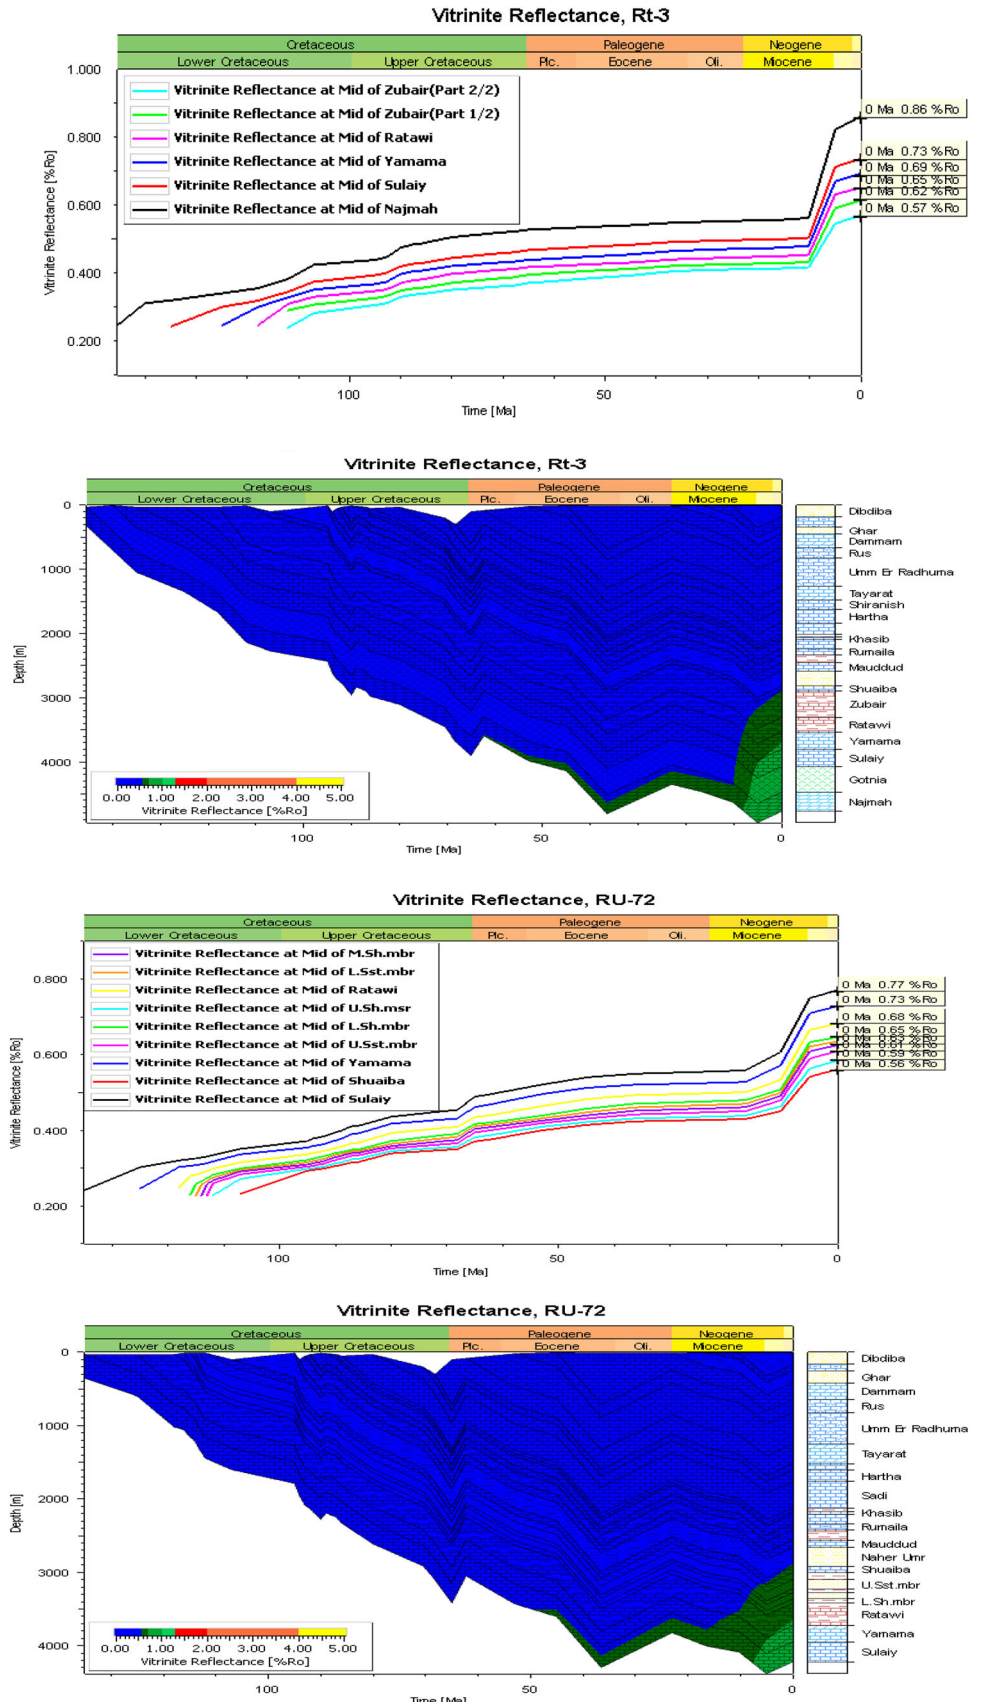 Vitrinite Reflectance, Rt-3
Cretaceous Paleogene Neogene
Lower Cretaceous Upper Cretaceous Plc. Eocene Oli. Miocene
1.000
0.800
0.600
0.400
0.200
Vitrinite Reflectance [%Ro]
Vitrinite Reflectance at Mid of Zubair(Part 2/2)
Vitrinite Reflectance at Mid of Zubair(Part 1/2)
Vitrinite Reflectance at Mid of Ratawi
Vitrinite Reflectance at Mid of Yamama
Vitrinite Reflectance at Mid of Sulaiy
Vitrinite Reflectance at Mid of Najmah
0 Ma 0.86 %Ro
0 Ma 0.73 %Ro
0 Ma 0.69 %Ro
0 Ma 0.65 %Ro
0 Ma 0.62 %Ro
0 Ma 0.57 %Ro
100 50 0
Time [Ma]
Vitrinite Reflectance, Rt-3
Cretaceous Paleogene Neogene
Lower Cretaceous Upper Cretaceous Plc. Eocene Oli. Miocene
0
1000
2000
3000
4000
Depth [m]
Dibdiba
Ghar
Dammam
Rus
Umm Er Radhuma
Tayarat
Shiranish
Hartha
Khasib
Rumaila
Mauddud
Shuaiba
Zubair
Ratawi
Yamama
Sulaiy
Gotnia
Najmah
0.00 1.00 2.00 3.00 4.00 5.00
Vitrinite Reflectance [%Ro]
100 50 0
Time [Ma]
Vitrinite Reflectance, RU-72
Cretaceous Paleogene Neogene
Lower Cretaceous Upper Cretaceous Plc. Eocene Oli. Miocene
0.800
0.600
0.400
0.200
Vitrinite Reflectance [%Ro]
Vitrinite Reflectance at Mid of M.Sh.mbr
Vitrinite Reflectance at Mid of L.Sst.mbr
Vitrinite Reflectance at Mid of Ratawi
Vitrinite Reflectance at Mid of U.Sh.msr
Vitrinite Reflectance at Mid of L.Sh.mbr
Vitrinite Reflectance at Mid of U.Sst.mbr
Vitrinite Reflectance at Mid of Yamama
Vitrinite Reflectance at Mid of Shuaiba
Vitrinite Reflectance at Mid of Sulaiy
0 Ma 0.77 %Ro
0 Ma 0.73 %Ro
0 Ma 0.68 %Ro
0 Ma 0.65 %Ro
0 Ma 0.63 %Ro
0 Ma 0.61 %Ro
0 Ma 0.59 %Ro
0 Ma 0.56 %Ro
100 50 0
Time [Ma]
Vitrinite Reflectance, RU-72
Cretaceous Paleogene Neogene
Lower Cretaceous Upper Cretaceous Plc. Eocene Oli. Miocene
0
1000
2000
3000
4000
Depth [m]
Dibdiba
Ghar
Dammam
Rus
Umm Er Radhuma
Tayarat
Hartha
Sadi
Khasib
Rumaila
Mauddud
Naher Umr
Shuaiba
U.Sst.mbr
L.Sh.mbr
Ratawi
Yamama
Sulaiy
0.00 1.00 2.00 3.00 4.00 5.00
Vitrinite Reflectance [%Ro]
100 50 0
Time [Ma]